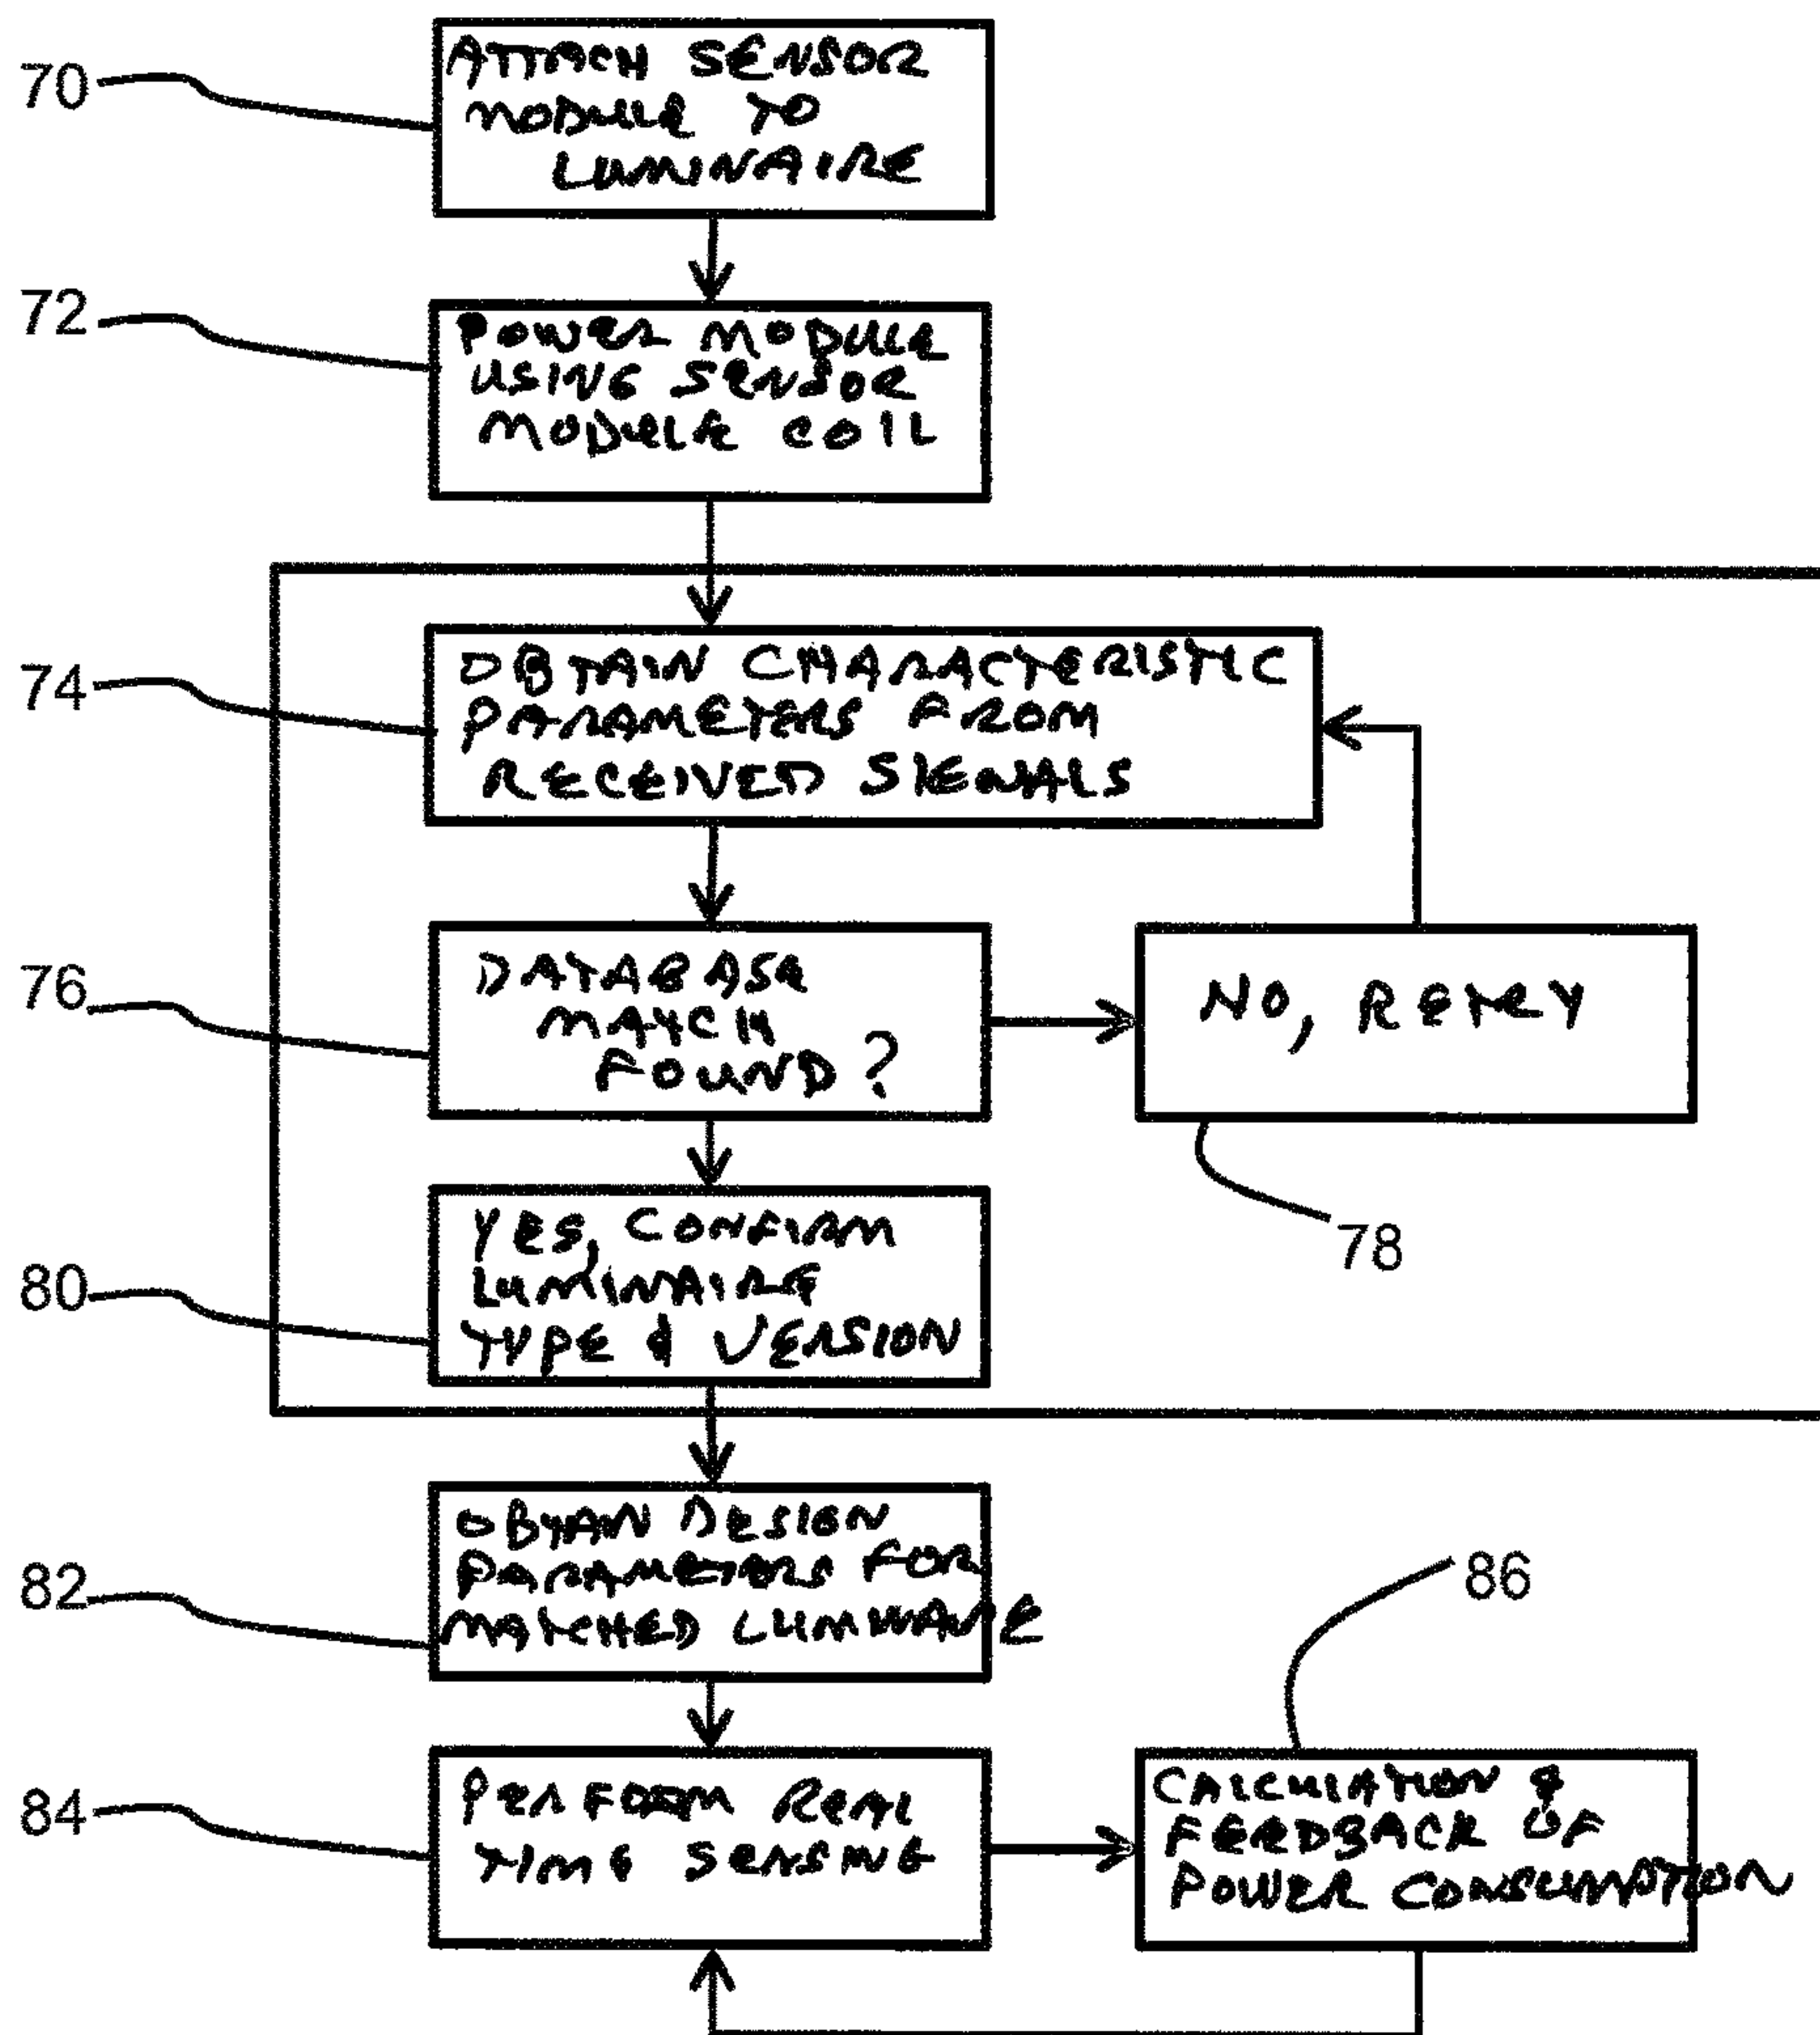 70
ATTACH SENSOR
MODULE TO
LUMINAIRE
72
POWER MODULE
USING SENSOR
MODULE COIL
74
OBTAIN CHARACTERISTIC
PARAMETERS FROM
RECEIVED SIGNALS
76
DATABASE
MATCH
FOUND?
NO, RETRY
78
80
YES, CONFIRM
LUMINAIRE
TYPE & VERSION
82
OBTAIN DESIGN
PARAMETERS FOR
MATCHED LUMINAIRE
86
84
PERFORM REAL
TIME SENSING
CALCULATION &
FEEDBACK OF
POWER CONSUMPTION